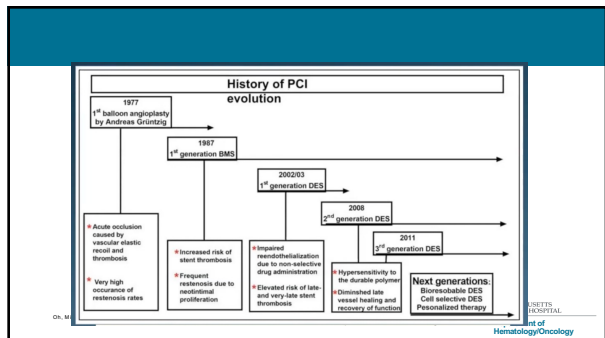 History of PCI
evolution
1977
1st balloon angioplasty
by Andreas Grüntzig
1987
1st generation BMS
2002/03
1st generation DES
2008
2nd generation DES
2011
3rd generation DES
* Acute occlusion
caused by
vascular elastic
recoil and
thrombosis
* Very high
occurance of
restenosis rates
* Increased risk of
stent thrombosis
* Frequent
restenosis due to
neotintimal
proliferation
* Impaired
reendothelialization
due to non-selective
drug administration
* Elevated risk of late-
and very-late stent
thrombosis
* Hypersensitivity to
the durable polymer
* Diminshed late
vessel healing and
recovery of function
Next generations:
Bioresobable DES
Cell selective DES
Pesonalized therapy
Oh, Mi
USETTS
HOSPITAL
nt of
Hematology/Oncology